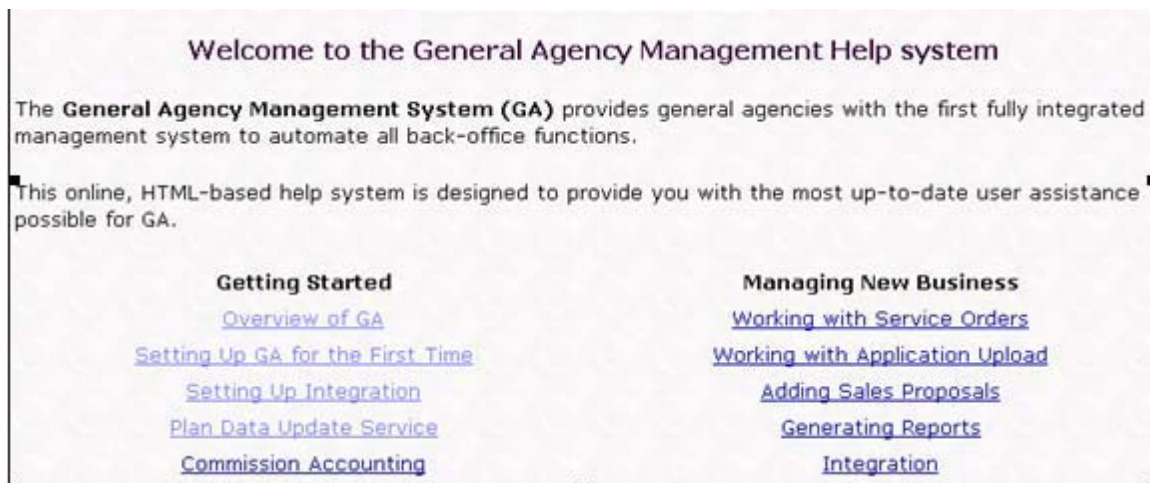 Welcome to the General Agency Management Help system
The General Agency Management System (GA) provides general agencies with the first fully integrated
management system to automate all back-office functions.
This online, HTML-based help system is designed to provide you with the most up-to-date user assistance
possible for GA.
Getting Started
Overview of GA
Setting Up GA for the First Time
Setting Up Integration
Plan Data Update Service
Commission Accounting
Managing New Business
Working with Service Orders
Working with Application Upload
Adding Sales Proposals
Generating Reports
Integration